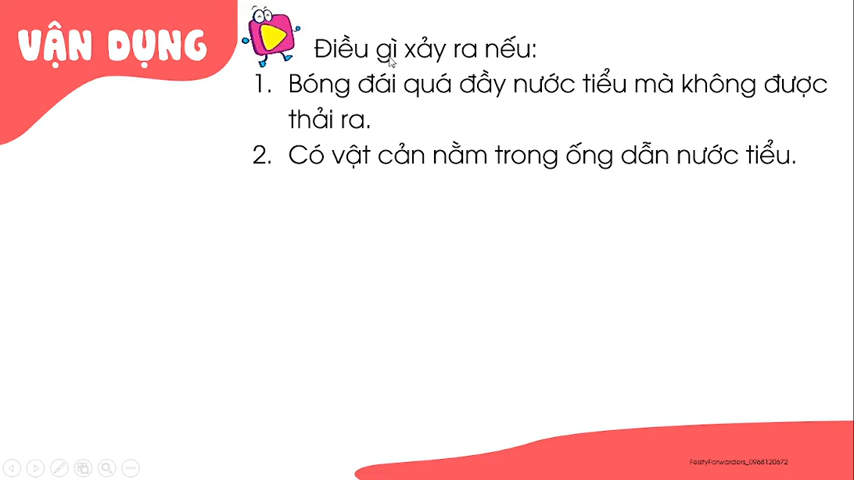 VẬN DỤNG
Điều gì xảy ra nếu:
1. Bóng đái quá đầy nước tiểu mà không được
thải ra.
2. Có vật cản nằm trong ống dẫn nước tiểu.
FeistyForwarders_0968120672